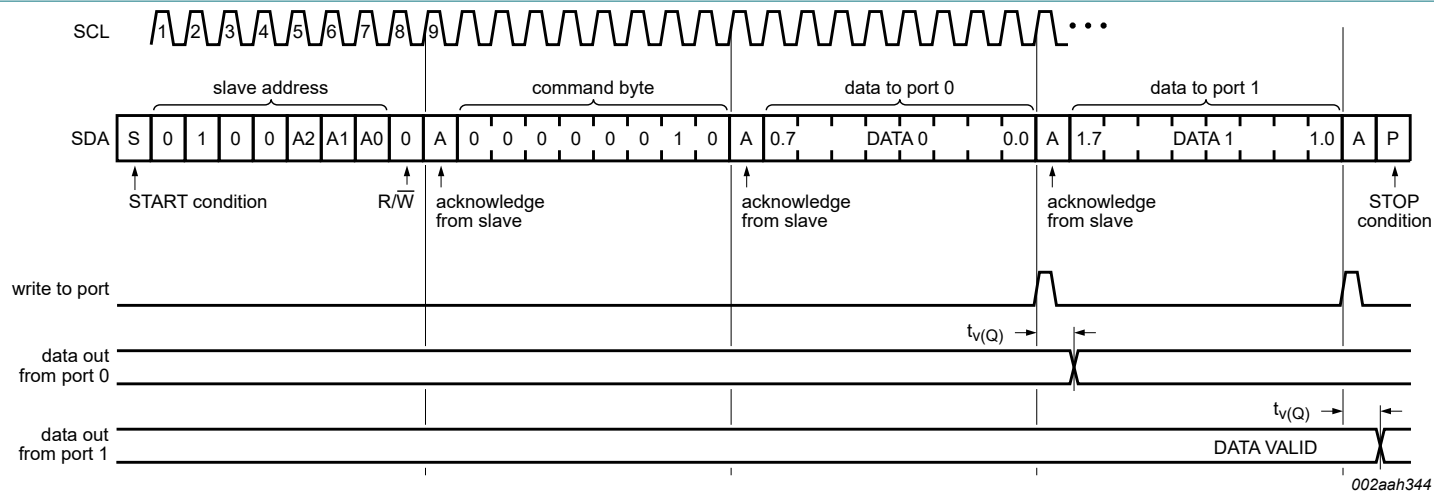 SCL 1 2 3 4 5 6 7 8 9
slave address command byte data to port 0 data to port 1
SDA S 0 1 0 0 A2 A1 A0 0 A 0 0 0 0 0 0 1 0 A 0.7 DATA 0 0.0 A 1.7 DATA 1 1.0 A P
START condition R/W̅ acknowledge acknowledge acknowledge STOP
from slave from slave from slave condition
write to port
tv(Q)
data out
from port 0
tv(Q)
data out
from port 1 DATA VALID
002aah344